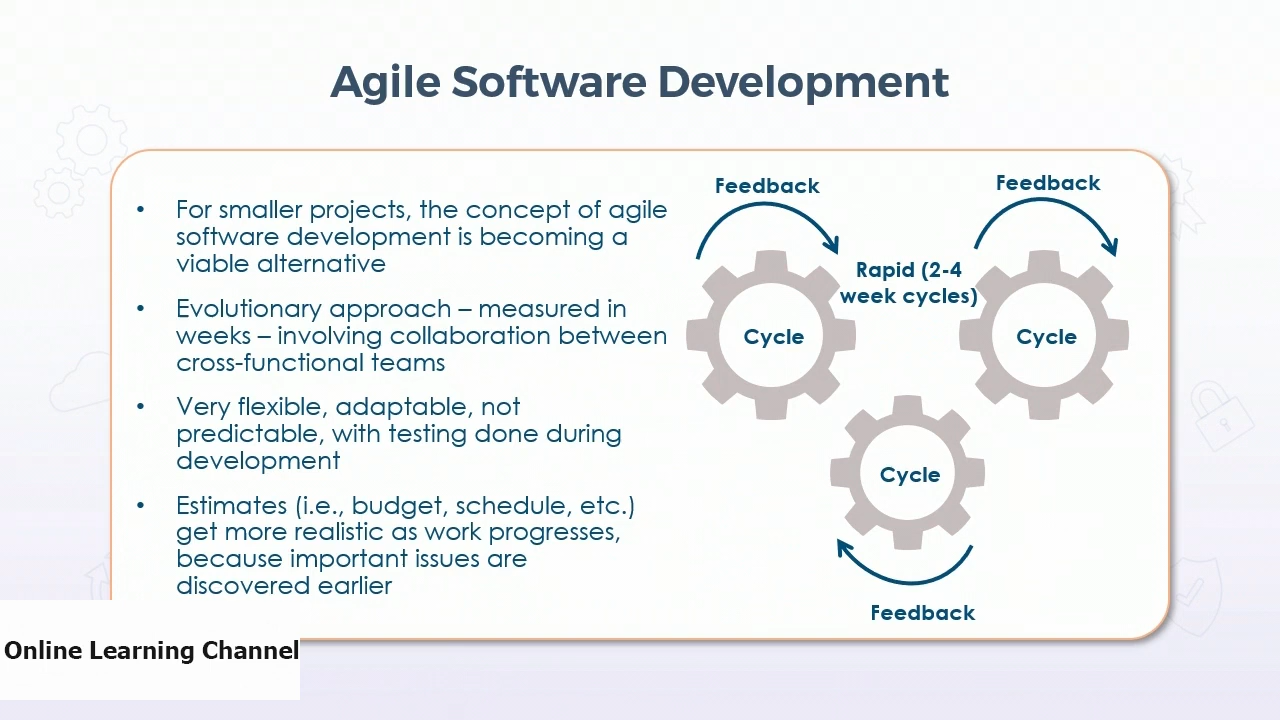 Agile Software Development
• For smaller projects, the concept of agile
software development is becoming a
viable alternative
• Evolutionary approach – measured in
weeks – involving collaboration between
cross-functional teams
• Very flexible, adaptable, not
predictable, with testing done during
development
• Estimates (i.e., budget, schedule, etc.)
get more realistic as work progresses,
because important issues are
discovered earlier
Feedback
Feedback
Rapid (2-4
week cycles)
Cycle
Cycle
Cycle
Feedback
Online Learning Channel